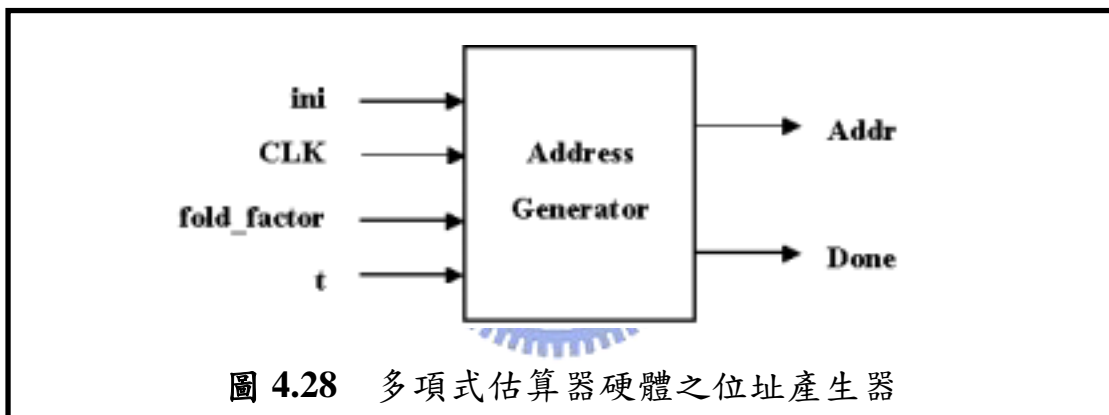 ini
CLK
fold_factor
t
Address
Generator
Addr
Done
圖 4.28 多項式估算器硬體之位址產生器